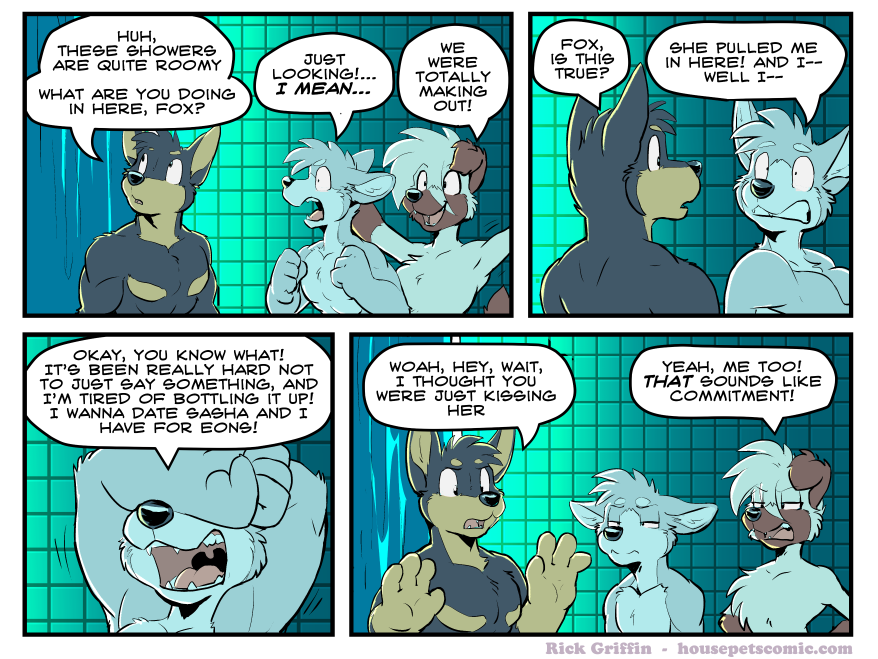 HUH,
THESE SHOWERS
ARE QUITE ROOMY
WHAT ARE YOU DOING
IN HERE, FOX?
JUST
LOOKING!...
I MEAN...
WE
WERE
TOTALLY
MAKING
OUT!
FOX,
IS THIS
TRUE?
SHE PULLED ME
IN HERE! AND I--
WELL I--
OKAY, YOU KNOW WHAT!
IT'S BEEN REALLY HARD NOT
TO JUST SAY SOMETHING, AND
I'M TIRED OF BOTTLING IT UP!
I WANNA DATE SASHA AND I
HAVE FOR EONS!
WOAH, HEY, WAIT,
I THOUGHT YOU
WERE JUST KISSING
HER
YEAH, ME TOO!
THAT SOUNDS LIKE
COMMITMENT!
Rick Griffin - housepetscomic.com